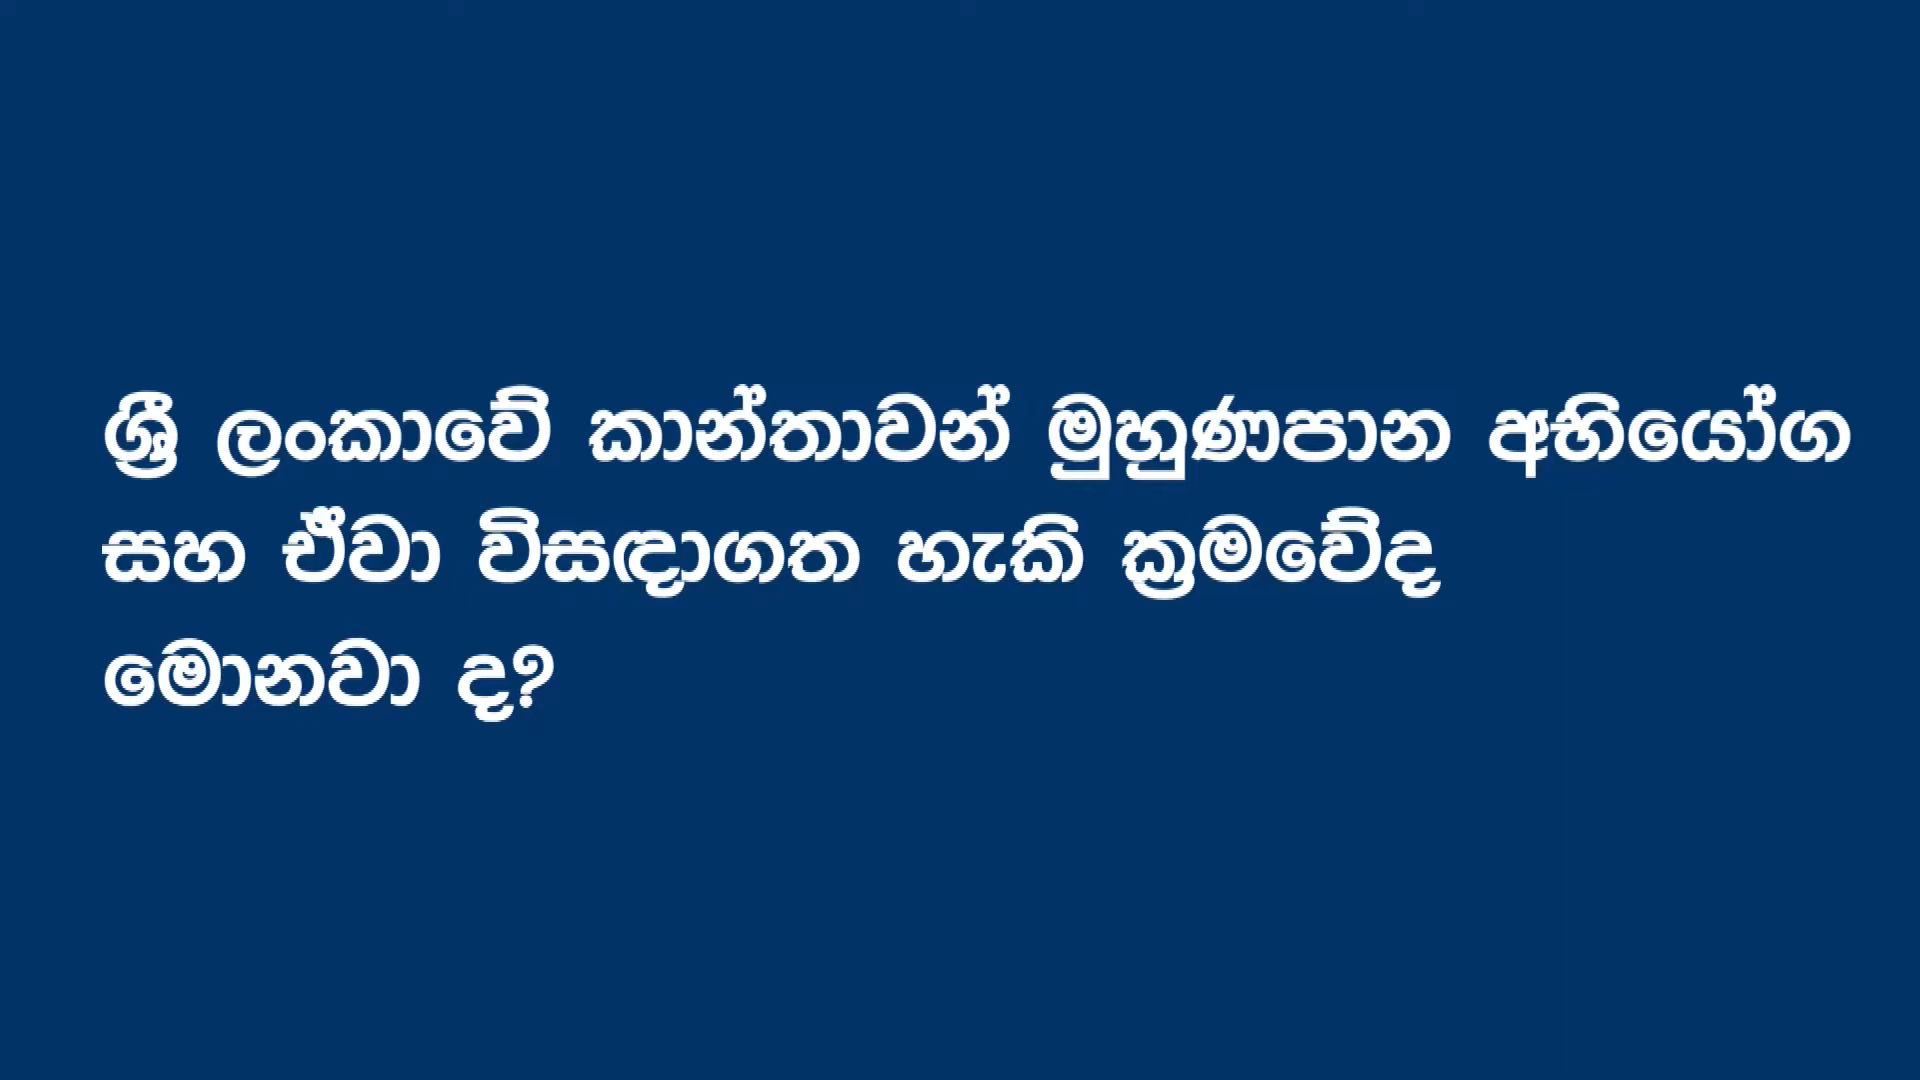 ශ්‍රී ලංකාවේ කාන්තාවන් මුහුණපාන අභියෝග
සහ ඒවා විසඳාගත හැකි ක්‍රමවේද
මොනවා ද?